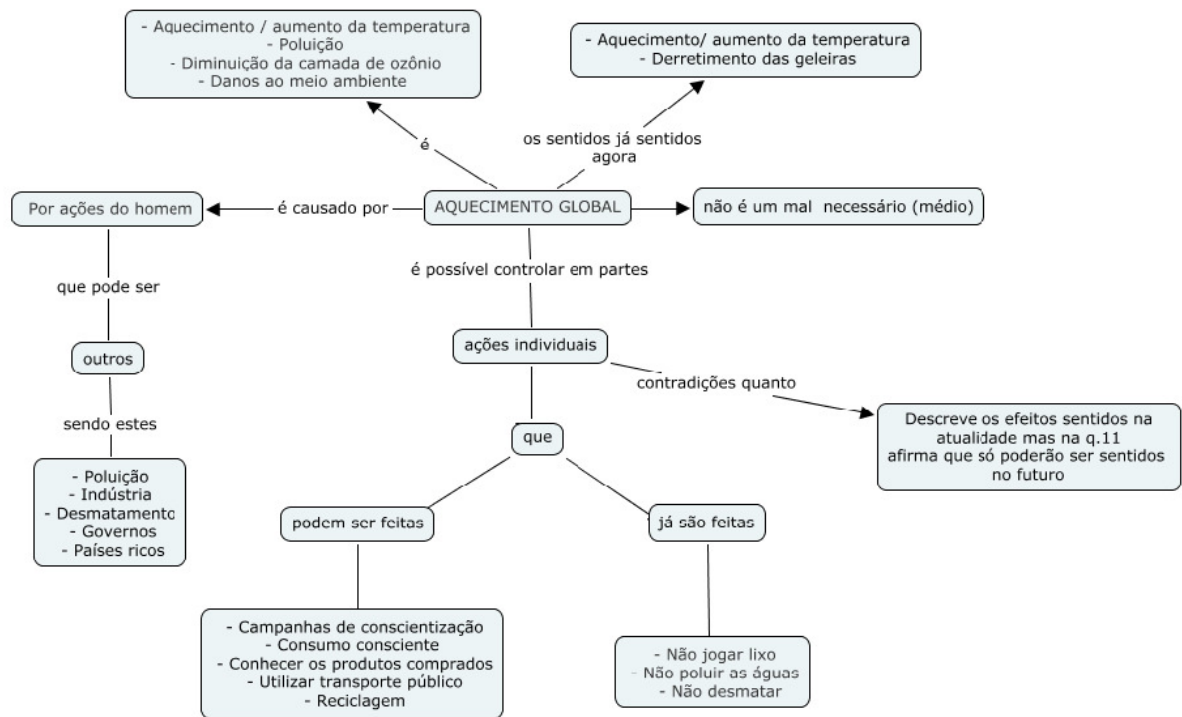 - Aquecimento / aumento da temperatura
- Poluição
- Diminuição da camada de ozônio
- Danos ao meio ambiente
- Aquecimento/ aumento da temperatura
- Derretimento das geleiras
é
os sentidos já sentidos
agora
Por ações do homem
é causado por
AQUECIMENTO GLOBAL
não é um mal necessário (médio)
é possível controlar em partes
que pode ser
outros
sendo estes
- Poluição
- Indústria
- Desmatamento
- Governos
- Países ricos
ações individuais
contradições quanto
Descreve os efeitos sentidos na
atualidade mas na q.11
afirma que só poderão ser sentidos
no futuro
que
podem ser feitas
já são feitas
- Campanhas de conscientização
- Consumo consciente
- Conhecer os produtos comprados
- Utilizar transporte público
- Reciclagem
- Não jogar lixo
- Não poluir as águas
- Não desmatar